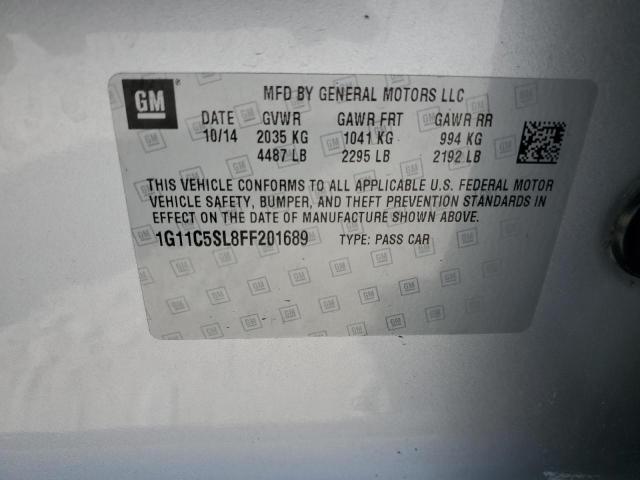 GM
MFD BY GENERAL MOTORS LLC
DATE GVWR GAWR FRT GAWR RR
10/14 2035 KG 1041 KG 994 KG
4487 LB 2295 LB 2192 LB
THIS VEHICLE CONFORMS TO ALL APPLICABLE U.S. FEDERAL MOTOR
VEHICLE SAFETY, BUMPER, AND THEFT PREVENTION STANDARDS
IN EFFECT ON THE DATE OF MANUFACTURE SHOWN ABOVE.
1G11C5SL8FF201689 TYPE: PASS CAR